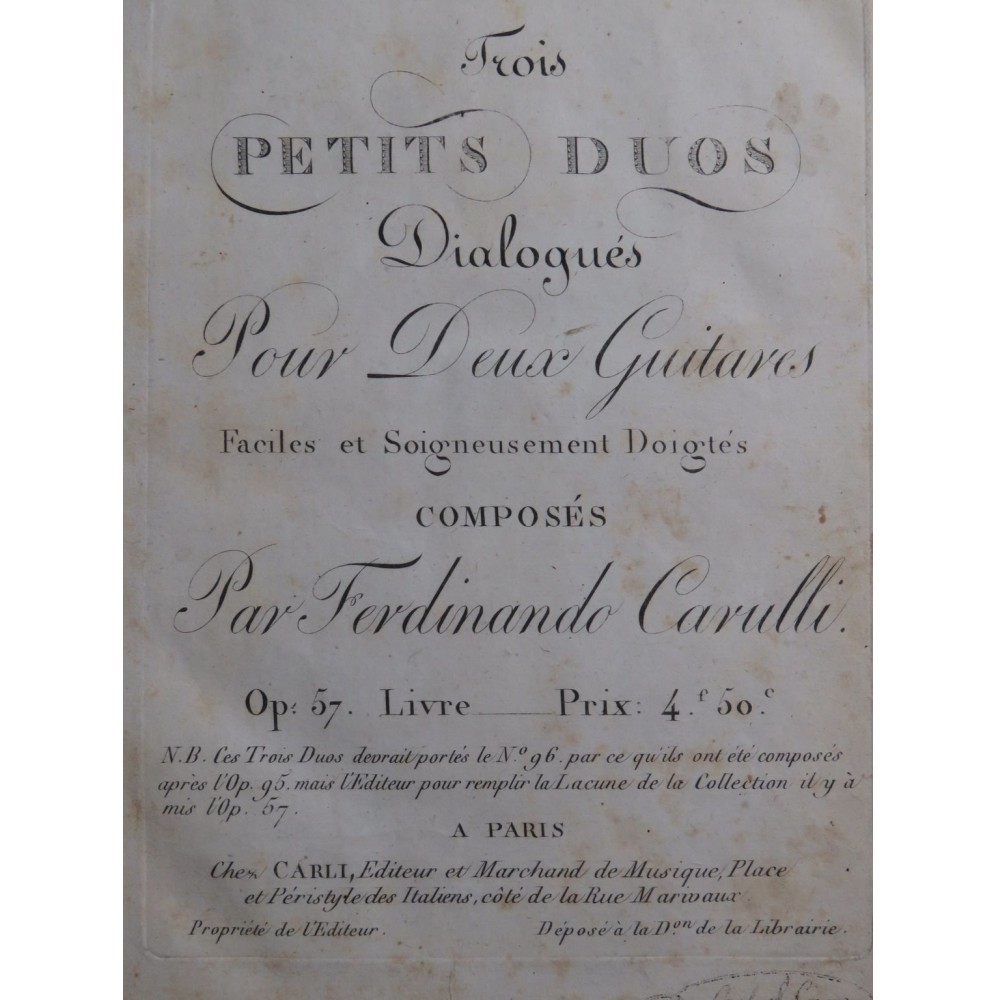 Trois
PETITS DUOS
Dialogués
Pour Deux Guitares
Faciles et Soigneusement Doigtés
COMPOSÉS
Par Ferdinando Carulli.
Op: 57. Livre Prix: 4.f 50.c
N.B. Ces Trois Duos devrait portés le N.o 96. par ce qu'ils ont été composés
après l'Op. 95. mais l'Editeur pour remplir la Lacune de la Collection il y à
mis l'Op. 57.
A PARIS
Chez CARLI, Editeur et Marchand de Musique, Place
et Péristyle des Italiens, côté de la Rue Marivaux.
Propriété de l'Editeur. Déposé à la D.on de la Librairie.